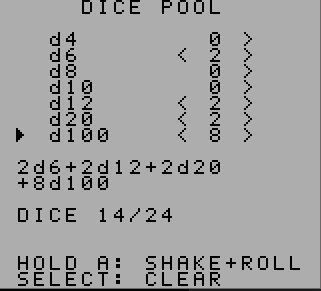 DICE POOL
d4 0 >
d6 < 2 >
d8 0 >
d10 0 >
d12 < 2 >
d20 < 2 >
d100 < 8 >
2d6+2d12+2d20
+8d100
DICE 14/24
HOLD A: SHAKE+ROLL
SELECT: CLEAR